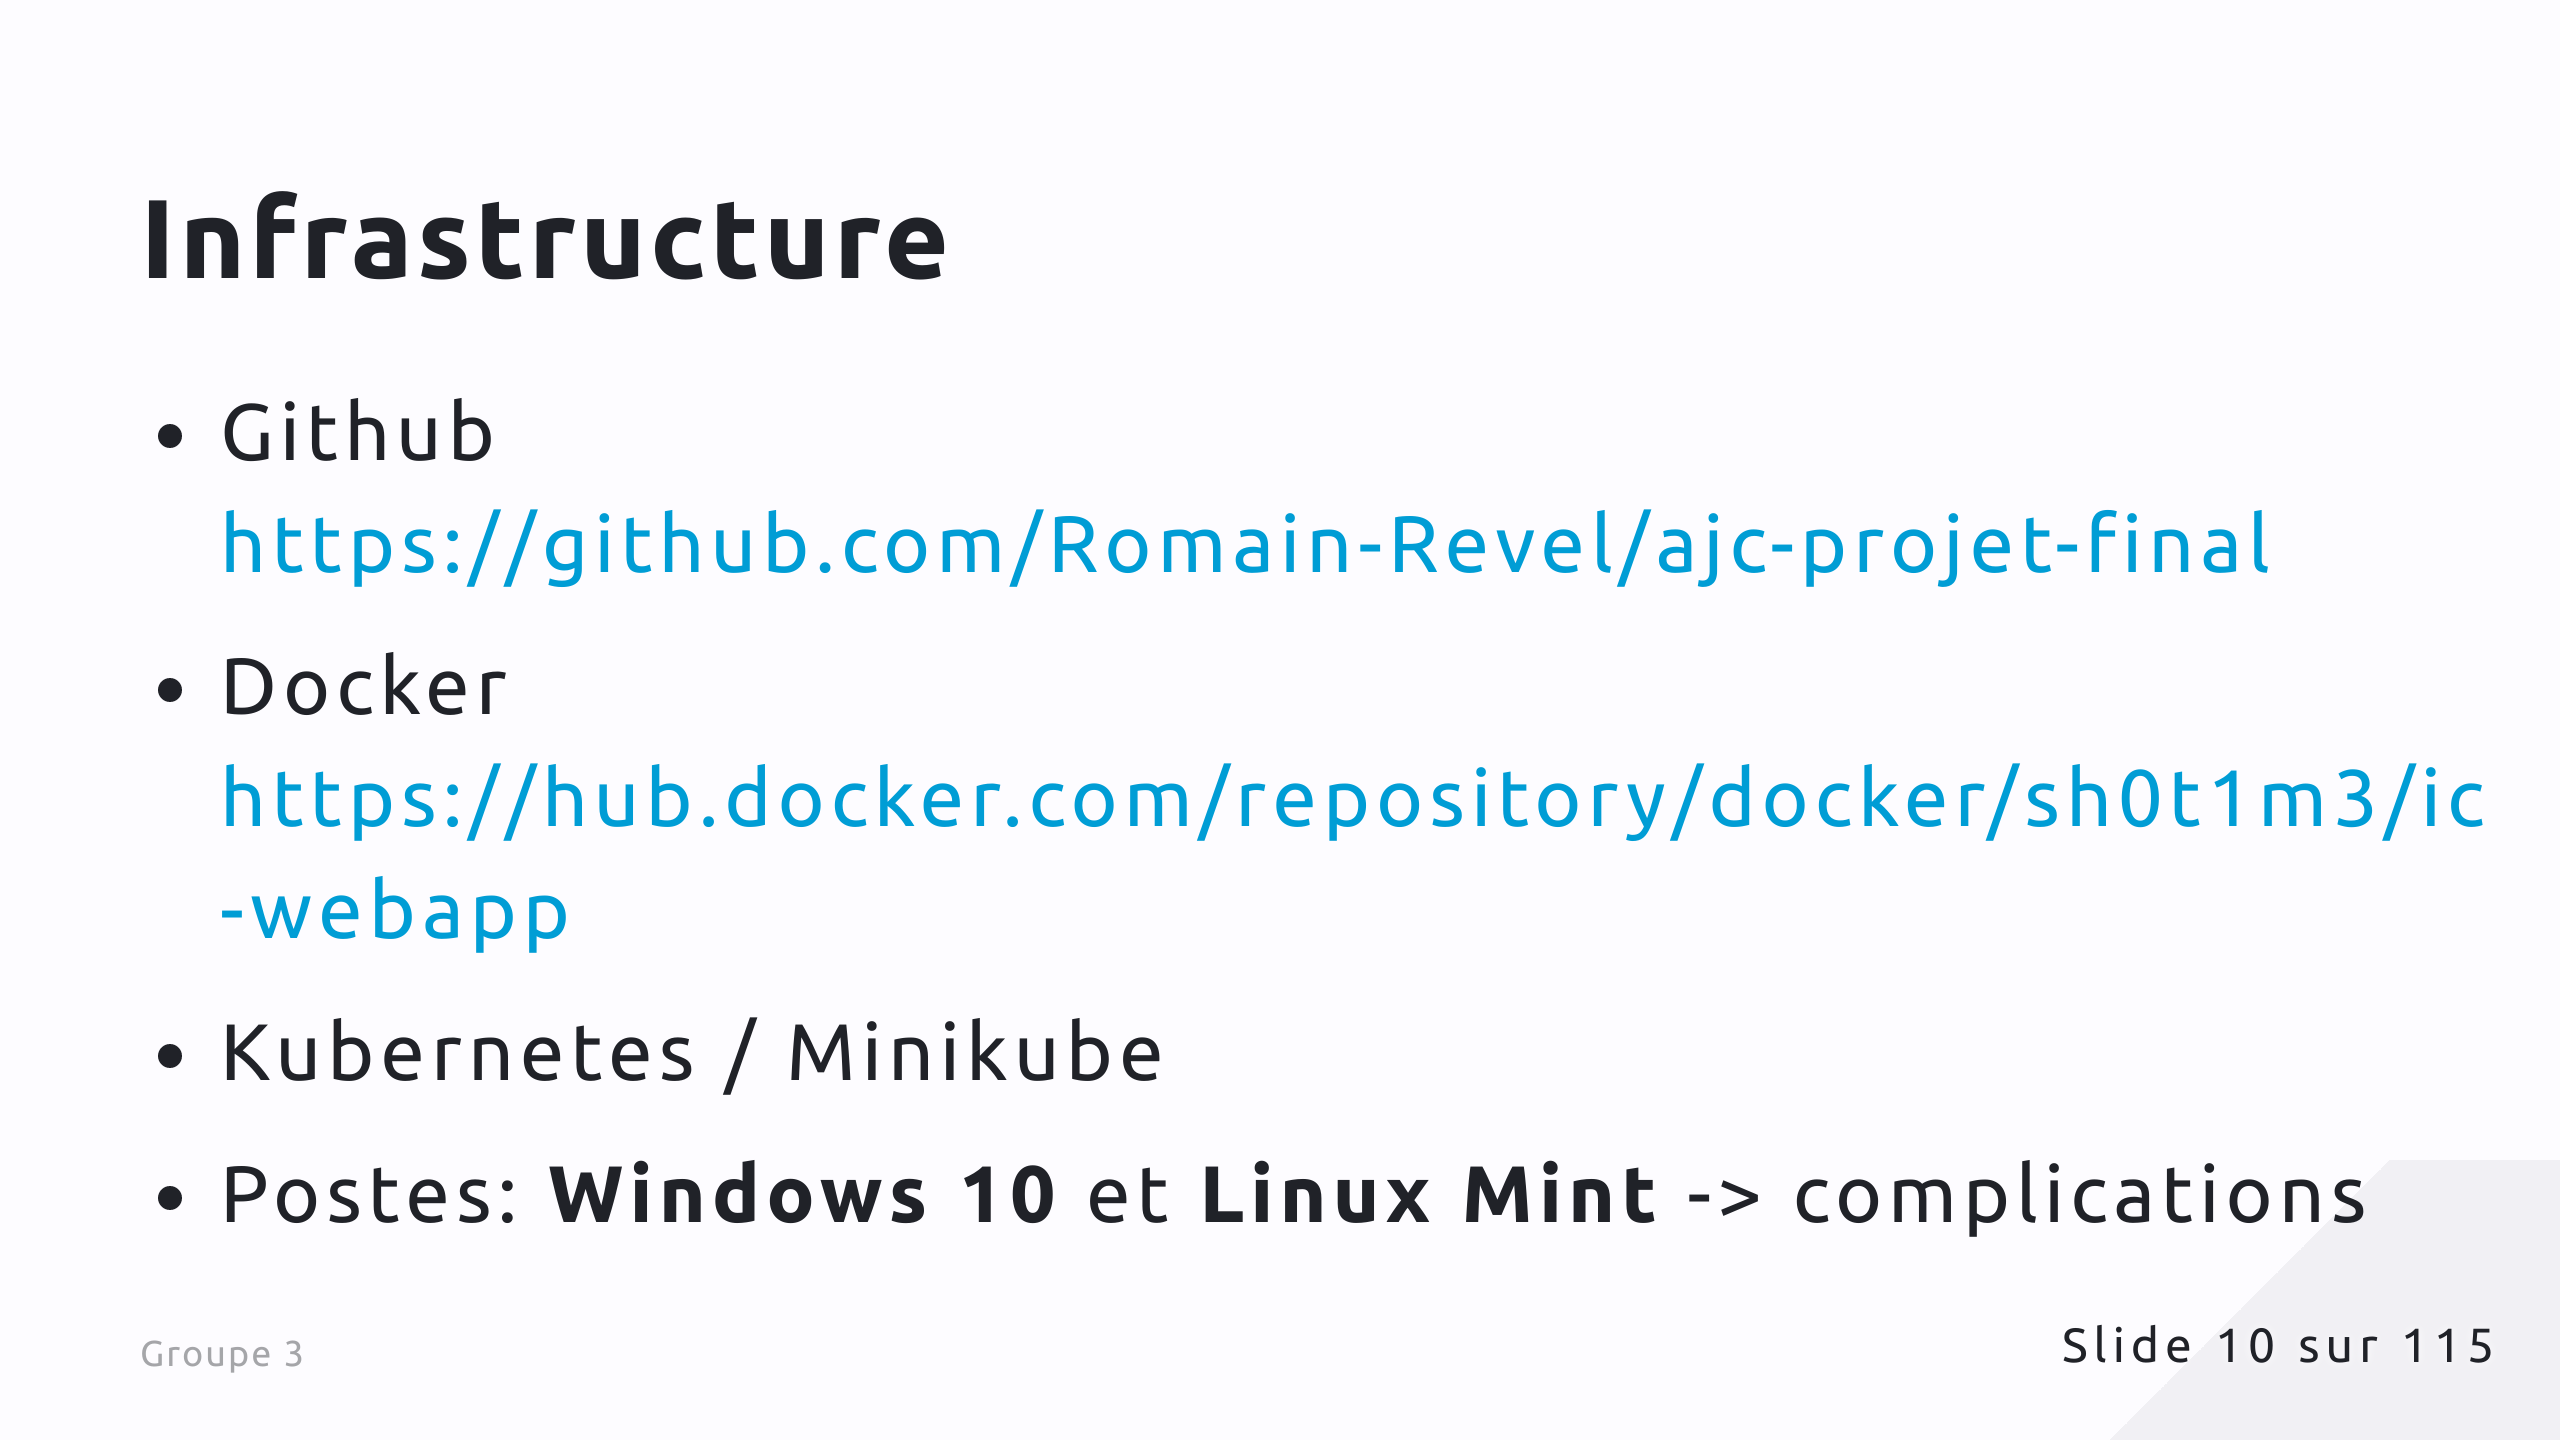 Infrastructure
• Github
https://github.com/Romain-Revel/ajc-projet-final
• Docker
https://hub.docker.com/repository/docker/sh0t1m3/ic
-webapp
• Kubernetes / Minikube
• Postes: Windows 10 et Linux Mint -> complications
Groupe 3
Slide 10 sur 115